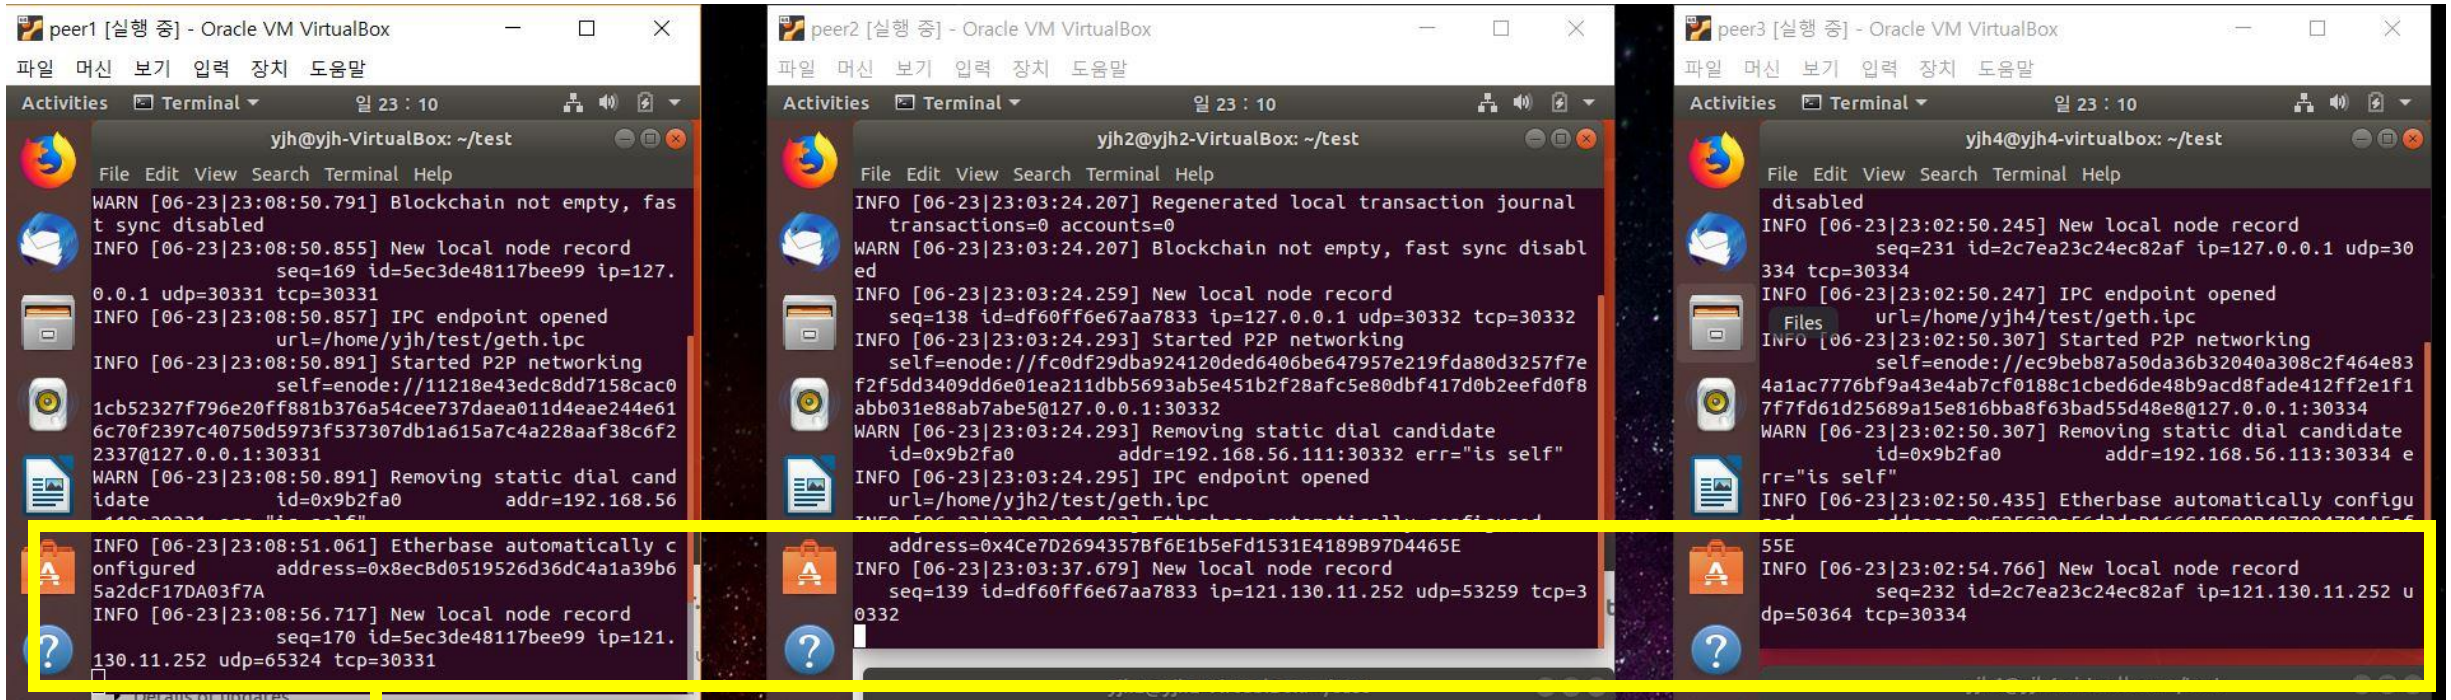 peer1 [실행 중] - Oracle VM VirtualBox
파일 머신 보기 입력 장치 도움말
Activities Terminal 일 23 : 10
yjh@yjh-VirtualBox: ~/test
File Edit View Search Terminal Help
WARN [06-23|23:08:50.791] Blockchain not empty, fas
t sync disabled
INFO [06-23|23:08:50.855] New local node record
seq=169 id=5ec3de48117bee99 ip=127.
0.0.1 udp=30331 tcp=30331
INFO [06-23|23:08:50.857] IPC endpoint opened
url=/home/yjh/test/geth.ipc
INFO [06-23|23:08:50.891] Started P2P networking
self=enode://11218e43edc8dd7158cac0
1cb52327f796e20ff881b376a54cee737daea011d4eae244e61
6c70f2397c40750d5973f537307db1a615a7c4a228aaf38c6f2
2337@127.0.0.1:30331
WARN [06-23|23:08:50.891] Removing static dial cand
idate id=0x9b2fa0 addr=192.168.56
INFO [06-23|23:08:51.061] Etherbase automatically c
onfigured address=0x8ecBd0519526d36dC4a1a39b6
5a2dcF17DA03f7A
INFO [06-23|23:08:56.717] New local node record
seq=170 id=5ec3de48117bee99 ip=121.
130.11.252 udp=65324 tcp=30331
Details of updates
peer2 [실행 중] - Oracle VM VirtualBox
파일 머신 보기 입력 장치 도움말
Activities Terminal 일 23 : 10
yjh2@yjh2-VirtualBox: ~/test
File Edit View Search Terminal Help
INFO [06-23|23:03:24.207] Regenerated local transaction journal
transactions=0 accounts=0
WARN [06-23|23:03:24.207] Blockchain not empty, fast sync disabl
ed
INFO [06-23|23:03:24.259] New local node record
seq=138 id=df60ff6e67aa7833 ip=127.0.0.1 udp=30332 tcp=30332
INFO [06-23|23:03:24.293] Started P2P networking
self=enode://fc0df29dba924120ded6406be647957e219fda80d3257f7e
f2f5dd3409dd6e01ea211dbb5693ab5e451b2f28afc5e80dbf417d0b2eefd0f8
abb031e88ab7abe5@127.0.0.1:30332
WARN [06-23|23:03:24.293] Removing static dial candidate
id=0x9b2fa0 addr=192.168.56.111:30332 err="is self"
INFO [06-23|23:03:24.295] IPC endpoint opened
url=/home/yjh2/test/geth.ipc
address=0x4Ce7D2694357Bf6E1b5eFd1531E4189B97D4465E
INFO [06-23|23:03:37.679] New local node record
seq=139 id=df60ff6e67aa7833 ip=121.130.11.252 udp=53259 tcp=3
0332
peer3 [실행 중] - Oracle VM VirtualBox
파일 머신 보기 입력 장치 도움말
Activities Terminal 일 23 : 10
yjh4@yjh4-virtualbox: ~/test
File Edit View Search Terminal Help
disabled
INFO [06-23|23:02:50.245] New local node record
seq=231 id=2c7ea23c24ec82af ip=127.0.0.1 udp=30
334 tcp=30334
INFO [06-23|23:02:50.247] IPC endpoint opened
url=/home/yjh4/test/geth.ipc
Files
INFO [06-23|23:02:50.307] Started P2P networking
self=enode://ec9beb87a50da36b32040a308c2f464e83
4a1ac7776bf9a43e4ab7cf0188c1cbed6de48b9acd8fade412ff2e1f1
7f7fd61d25689a15e816bba8f63bad55d48e8@127.0.0.1:30334
WARN [06-23|23:02:50.307] Removing static dial candidate
id=0x9b2fa0 addr=192.168.56.113:30334 e
rr="is self"
INFO [06-23|23:02:50.435] Etherbase automatically configu
55E
INFO [06-23|23:02:54.766] New local node record
seq=232 id=2c7ea23c24ec82af ip=121.130.11.252 u
dp=50364 tcp=30334